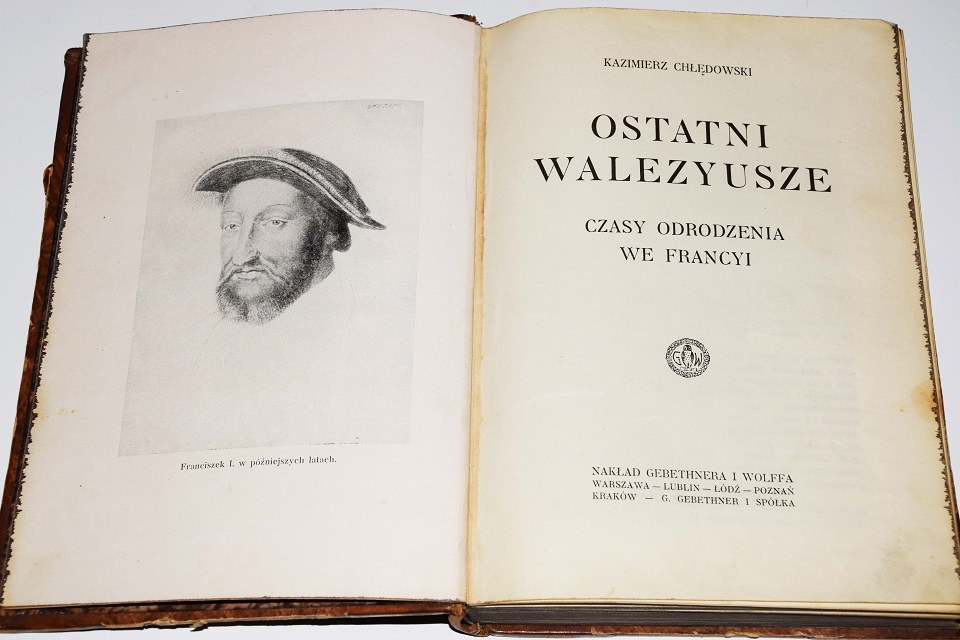 Franciszek I. w późniejszych latach.
KAZIMIERZ CHŁĘDOWSKI
OSTATNI
WALEZYUSZE
CZASY ODRODZENIA
WE FRANCYI
G W
NAKŁAD GEBETHNERA I WOLFFA
WARSZAWA — LUBLIN — ŁÓDŹ — POZNAŃ
KRAKÓW — G. GEBETHNER I SPÓŁKA